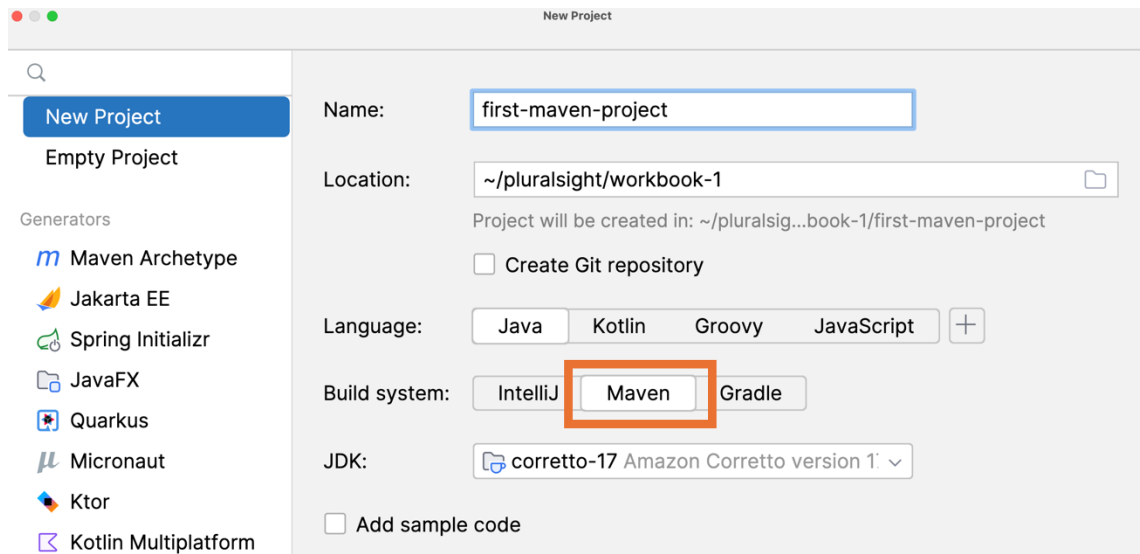 New Project
New Project
Empty Project
Generators
Maven Archetype
Jakarta EE
Spring Initializr
JavaFX
Quarkus
Micronaut
Ktor
Kotlin Multiplatform
Name: first-maven-project
Location: ~/pluralsight/workbook-1
Project will be created in: ~/pluralsig...book-1/first-maven-project
Create Git repository
Language: Java Kotlin Groovy JavaScript
Build system: IntelliJ Maven Gradle
JDK: corretto-17 Amazon Corretto version
Add sample code